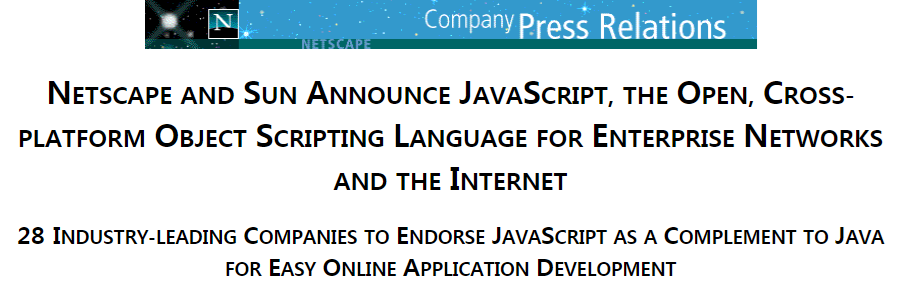 N
Company Press Relations
NETSCAPE
Netscape and Sun Announce JavaScript, the Open, Cross-
platform Object Scripting Language for Enterprise Networks
and the Internet
28 Industry-leading Companies to Endorse JavaScript as a Complement to Java
for Easy Online Application Development